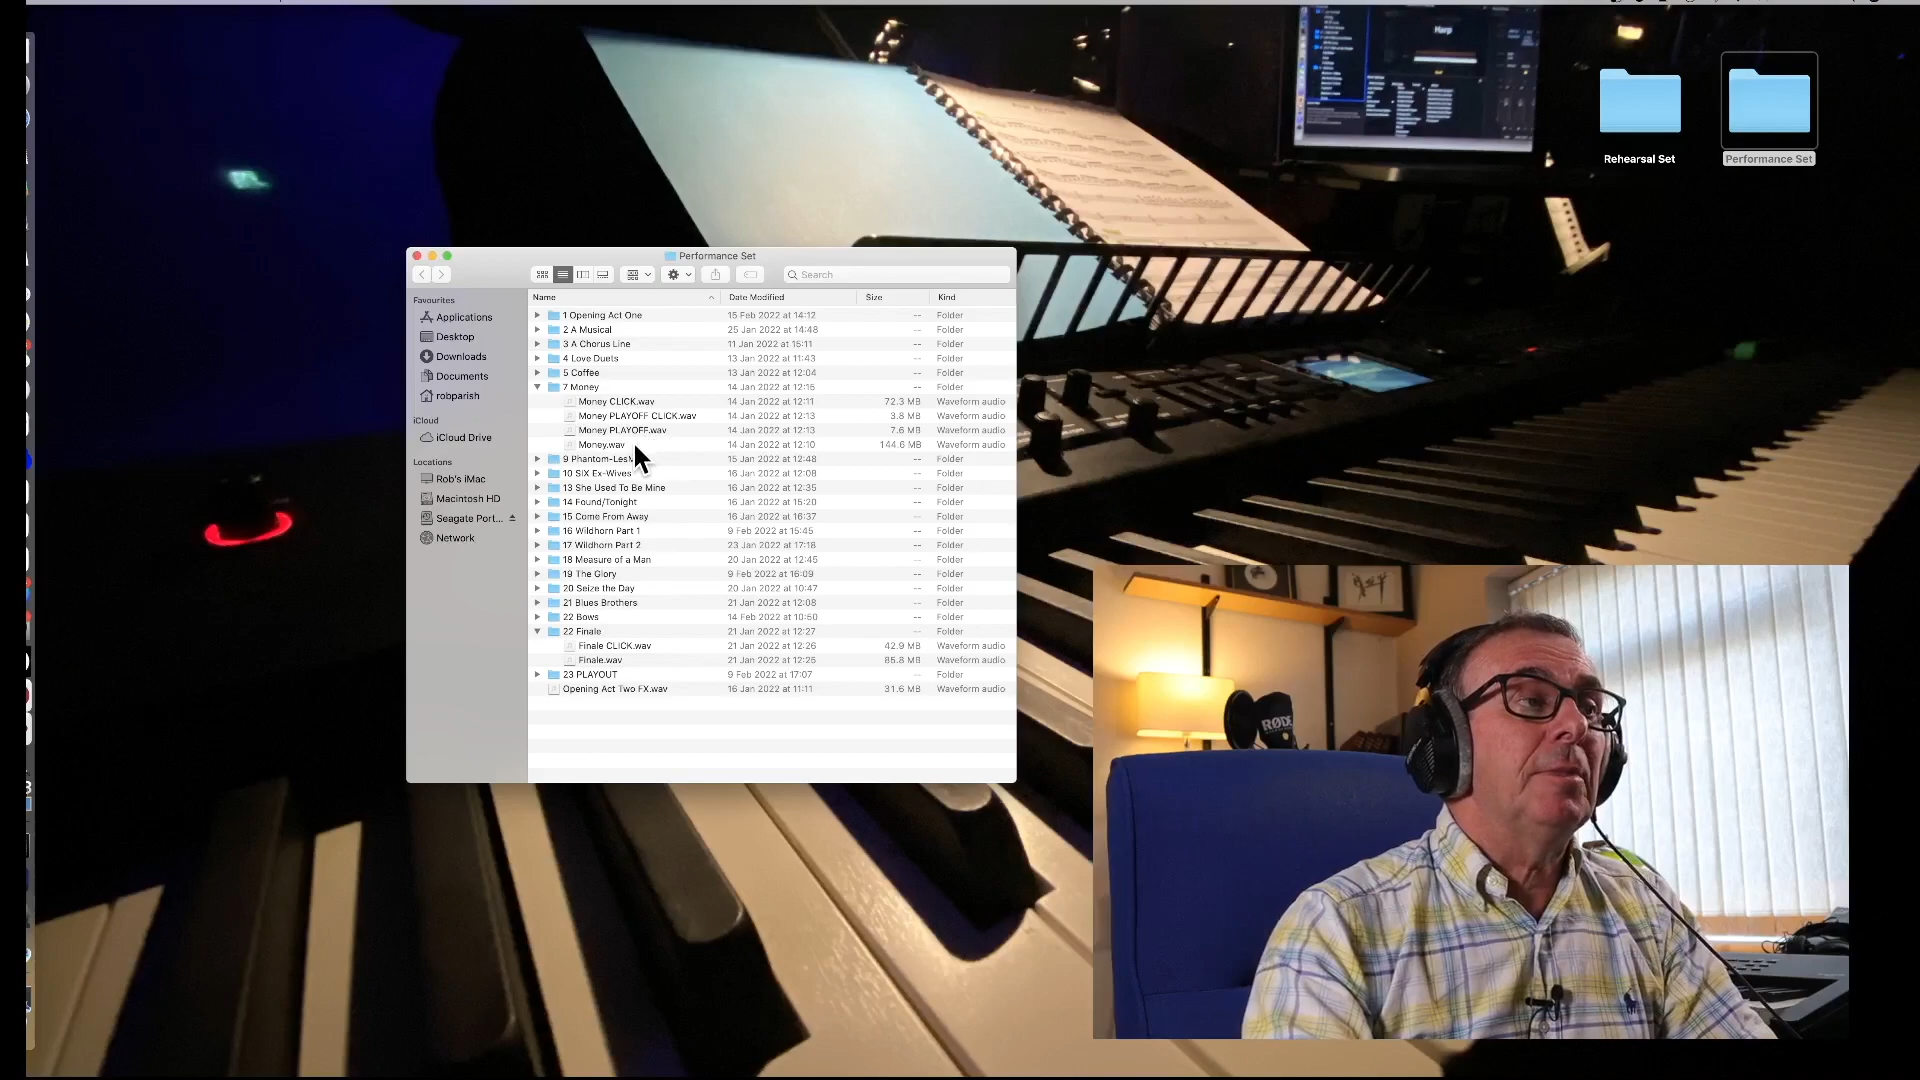 Harp
Rehearsal Set
Performance Set
Performance Set
Search
Favourites
Applications
Desktop
Downloads
Documents
robparish
iCloud
iCloud Drive
Locations
Rob's iMac
Macintosh HD
Seagate Port...
Network
Name Date Modified Size Kind
1 Opening Act One 15 Feb 2022 at 14:12 -- Folder
2 A Musical 25 Jan 2022 at 14:48 -- Folder
3 A Chorus Line 11 Jan 2022 at 15:11 -- Folder
4 Love Duets 13 Jan 2022 at 11:43 -- Folder
5 Coffee 13 Jan 2022 at 12:04 -- Folder
7 Money 14 Jan 2022 at 12:15 -- Folder
Money CLICK.wav 14 Jan 2022 at 12:11 72.3 MB Waveform audio
Money PLAYOFF CLICK.wav 14 Jan 2022 at 12:13 3.8 MB Waveform audio
Money PLAYOFF.wav 14 Jan 2022 at 12:13 7.6 MB Waveform audio
Money.wav 14 Jan 2022 at 12:10 144.6 MB Waveform audio
9 Phantom-Les 15 Jan 2022 at 12:48 -- Folder
10 SIX Ex-Wives 16 Jan 2022 at 12:08 -- Folder
13 She Used To Be Mine 16 Jan 2022 at 12:35 -- Folder
14 Found/Tonight 16 Jan 2022 at 15:20 -- Folder
15 Come From Away 16 Jan 2022 at 16:37 -- Folder
16 Wildhorn Part 1 9 Feb 2022 at 15:45 -- Folder
17 Wildhorn Part 2 23 Jan 2022 at 17:18 -- Folder
18 Measure of a Man 20 Jan 2022 at 12:45 -- Folder
19 The Glory 9 Feb 2022 at 16:09 -- Folder
20 Seize the Day 20 Jan 2022 at 10:47 -- Folder
21 Blues Brothers 21 Jan 2022 at 12:08 -- Folder
22 Bows 14 Feb 2022 at 10:50 -- Folder
22 Finale 21 Jan 2022 at 12:27 -- Folder
Finale CLICK.wav 21 Jan 2022 at 12:26 42.9 MB Waveform audio
Finale.wav 21 Jan 2022 at 12:25 85.8 MB Waveform audio
23 PLAYOUT 9 Feb 2022 at 17:07 -- Folder
Opening Act Two FX.wav 16 Jan 2022 at 11:11 31.6 MB Waveform audio
RØDE